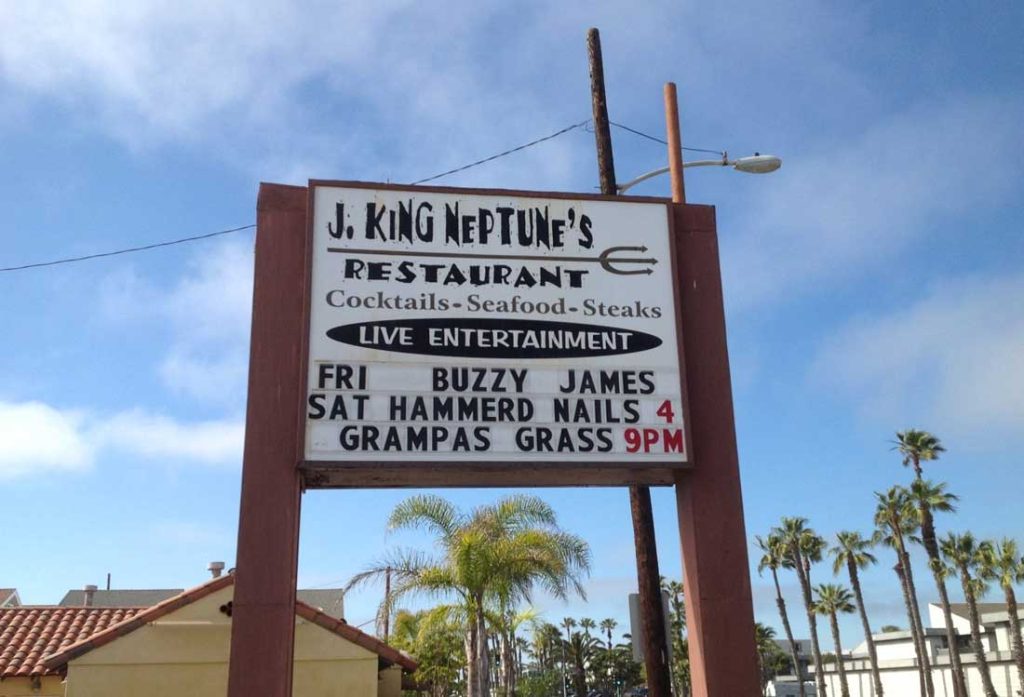 J. KING NEPTUNE'S
RESTAURANT
Cocktails - Seafood - Steaks
LIVE ENTERTAINMENT
FRI BUZZY JAMES
SAT HAMMERD NAILS 4
GRAMPAS GRASS 9PM